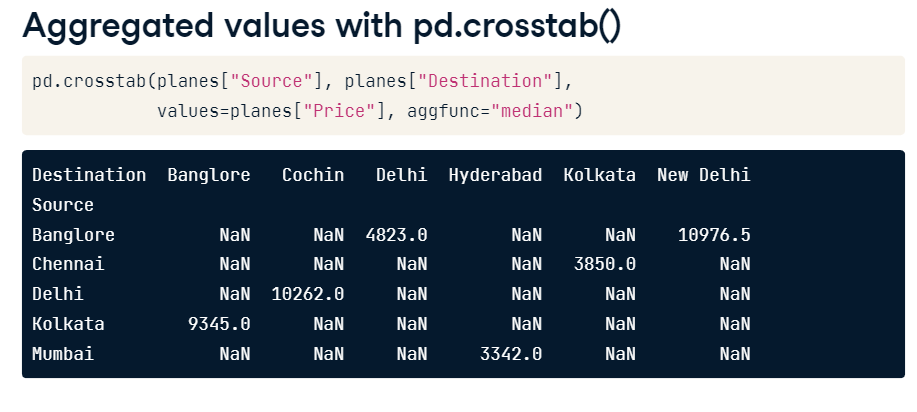 Aggregated values with pd.crosstab()
pd.crosstab(planes["Source"], planes["Destination"],
            values=planes["Price"], aggfunc="median")
Destination  Banglore   Cochin   Delhi  Hyderabad  Kolkata  New Delhi
Source
Banglore          NaN      NaN  4823.0        NaN      NaN    10976.5
Chennai           NaN      NaN     NaN        NaN   3850.0        NaN
Delhi             NaN  10262.0     NaN        NaN      NaN        NaN
Kolkata        9345.0      NaN     NaN        NaN      NaN        NaN
Mumbai            NaN      NaN     NaN     3342.0      NaN        NaN